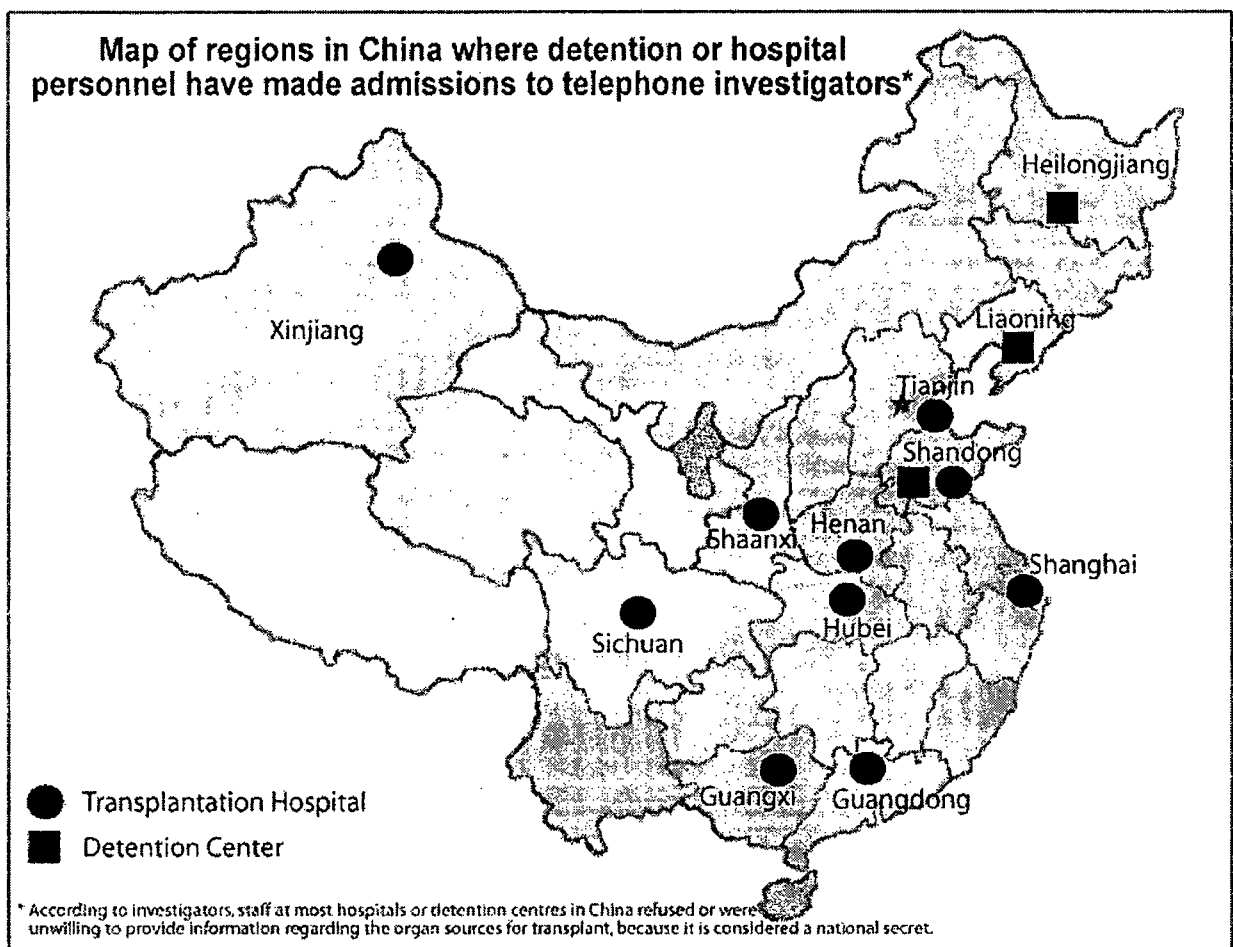 Map of regions in China where detention or hospital
personnel have made admissions to telephone investigators*
Heilongjiang
Liaoning
Xinjiang
Tianjin
Shandong
Shaanxi
Henan
Shanghai
Hubei
Sichuan
Guangxi
Guangdong
Transplantation Hospital
Detention Center
* According to investigators, staff at most hospitals or detention centres in China refused or were
unwilling to provide information regarding the organ sources for transplant, because it is considered a national secret.